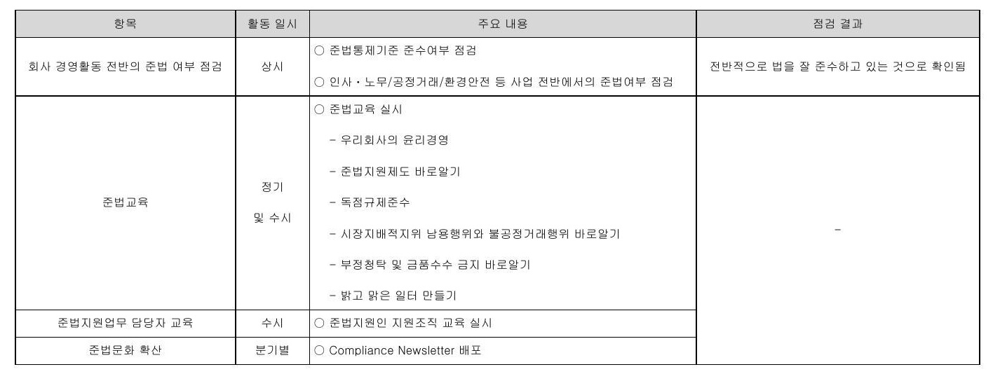 항목 활동 일시 주요 내용 점검 결과
회사 경영활동 전반의 준법 여부 점검 상시 ○ 준법통제기준 준수여부 점검
○ 인사・노무/공정거래/환경안전 등 사업 전반에서의 준법여부 점검
전반적으로 법을 잘 준수하고 있는 것으로 확인됨
준법교육
정기
및 수시
○ 준법교육 실시
- 우리회사의 윤리경영
- 준법지원제도 바로알기
- 독점규제준수
- 시장지배적지위 남용행위와 불공정거래행위 바로알기
- 부정청탁 및 금품수수 금지 바로알기
- 밝고 맑은 일터 만들기
-
준법지원업무 담당자 교육 수시 ○ 준법지원인 지원조직 교육 실시
준법문화 확산 분기별 ○ Compliance Newsletter 배포